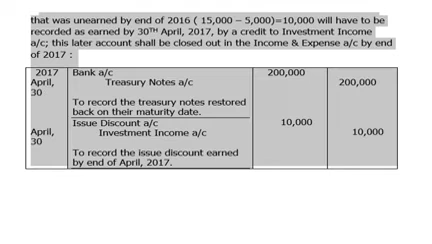 that was unearned by end of 2016 ( 15,000 – 5,000)=10,000 will have to be
recorded as earned by 30TH April, 2017, by a credit to Investment Income
a/c; this later account shall be closed out in the Income & Expense a/c by end
of 2017 :
2017 Bank a/c 200,000
April, Treasury Notes a/c 200,000
30
To record the treasury notes restored
back on their maturity date.
Issue Discount a/c 10,000
April, Investment Income a/c 10,000
30
To record the issue discount earned
by end of April, 2017.